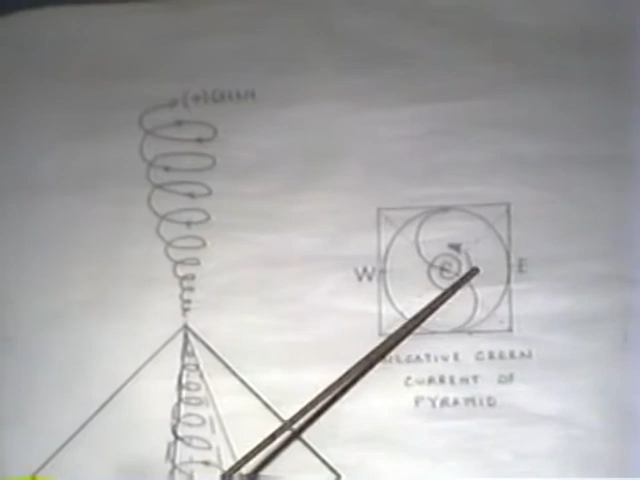 (+)GREEN
W E
NEGATIVE GREEN
CURRENT OF
PYRAMID